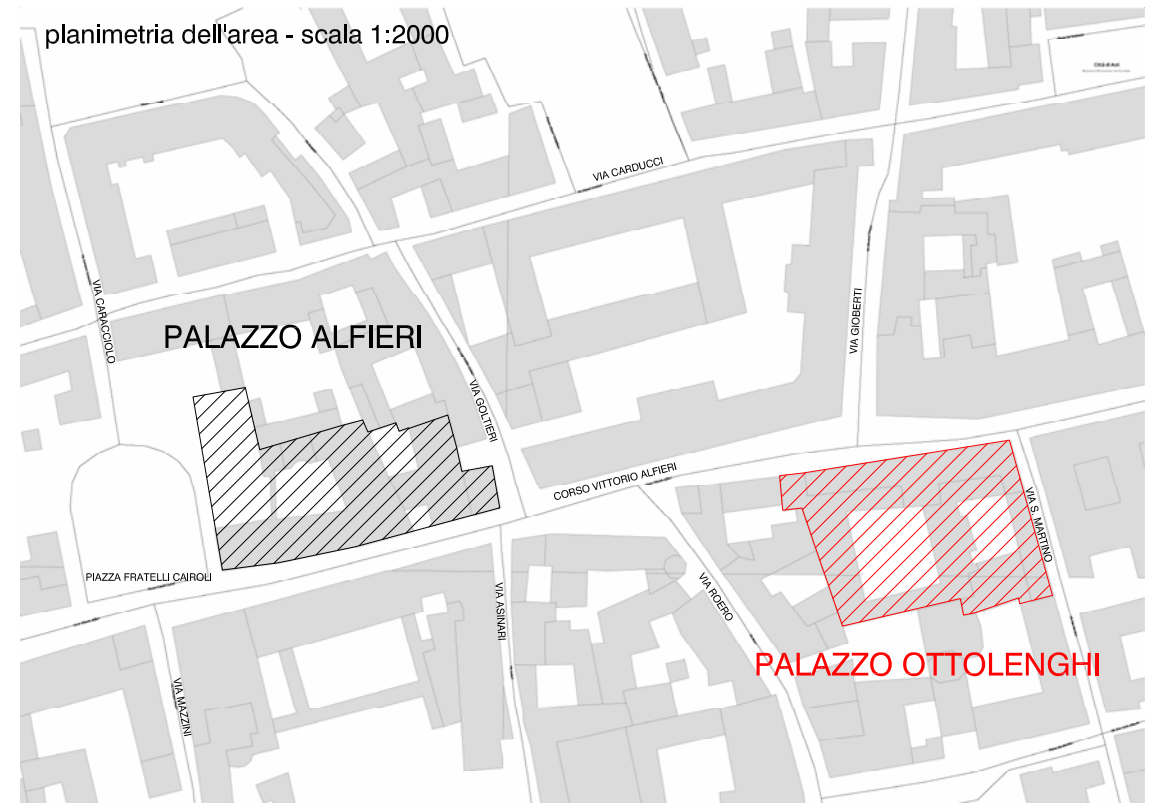 planimetria dell'area - scala 1:2000
Città di Asti
VIA CARDUCCI
VIA CARACCIOLO
PALAZZO ALFIERI
VIA GIOBERTI
VIA GOLTIERI
CORSO VITTORIO ALFIERI
VIA S. MARTINO
PIAZZA FRATELLI CAIROLI
VIA ASINARI
VIA ROERO
PALAZZO OTTOLENGHI
VIA MAZZINI